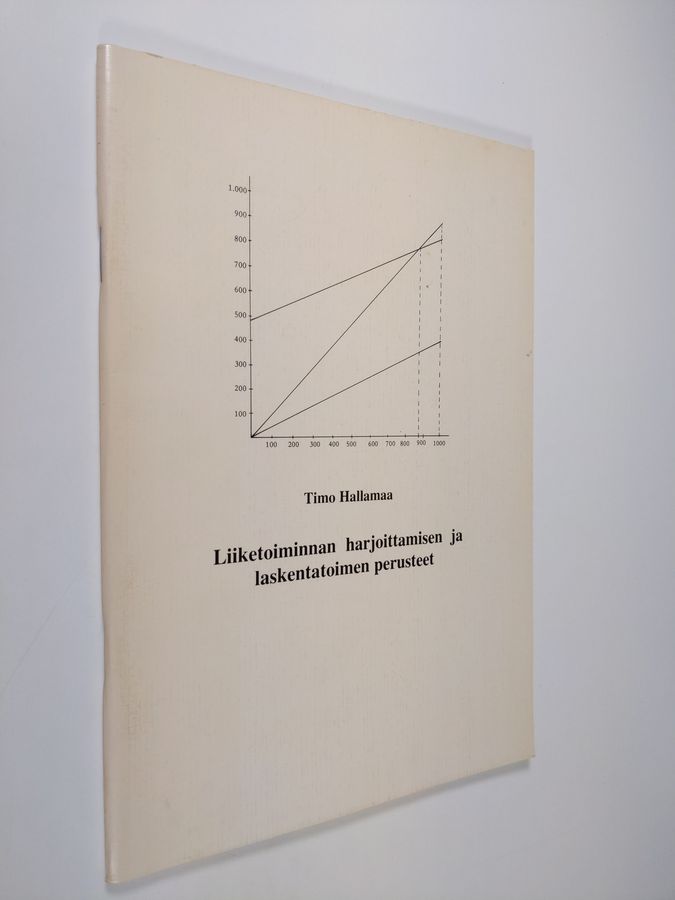 1.000
900
800
700
600
500
400
300
200
100
100 200 300 400 500 600 700 800 900 1000
Timo Hallamaa
Liiketoiminnan harjoittamisen ja
laskentatoimen perusteet